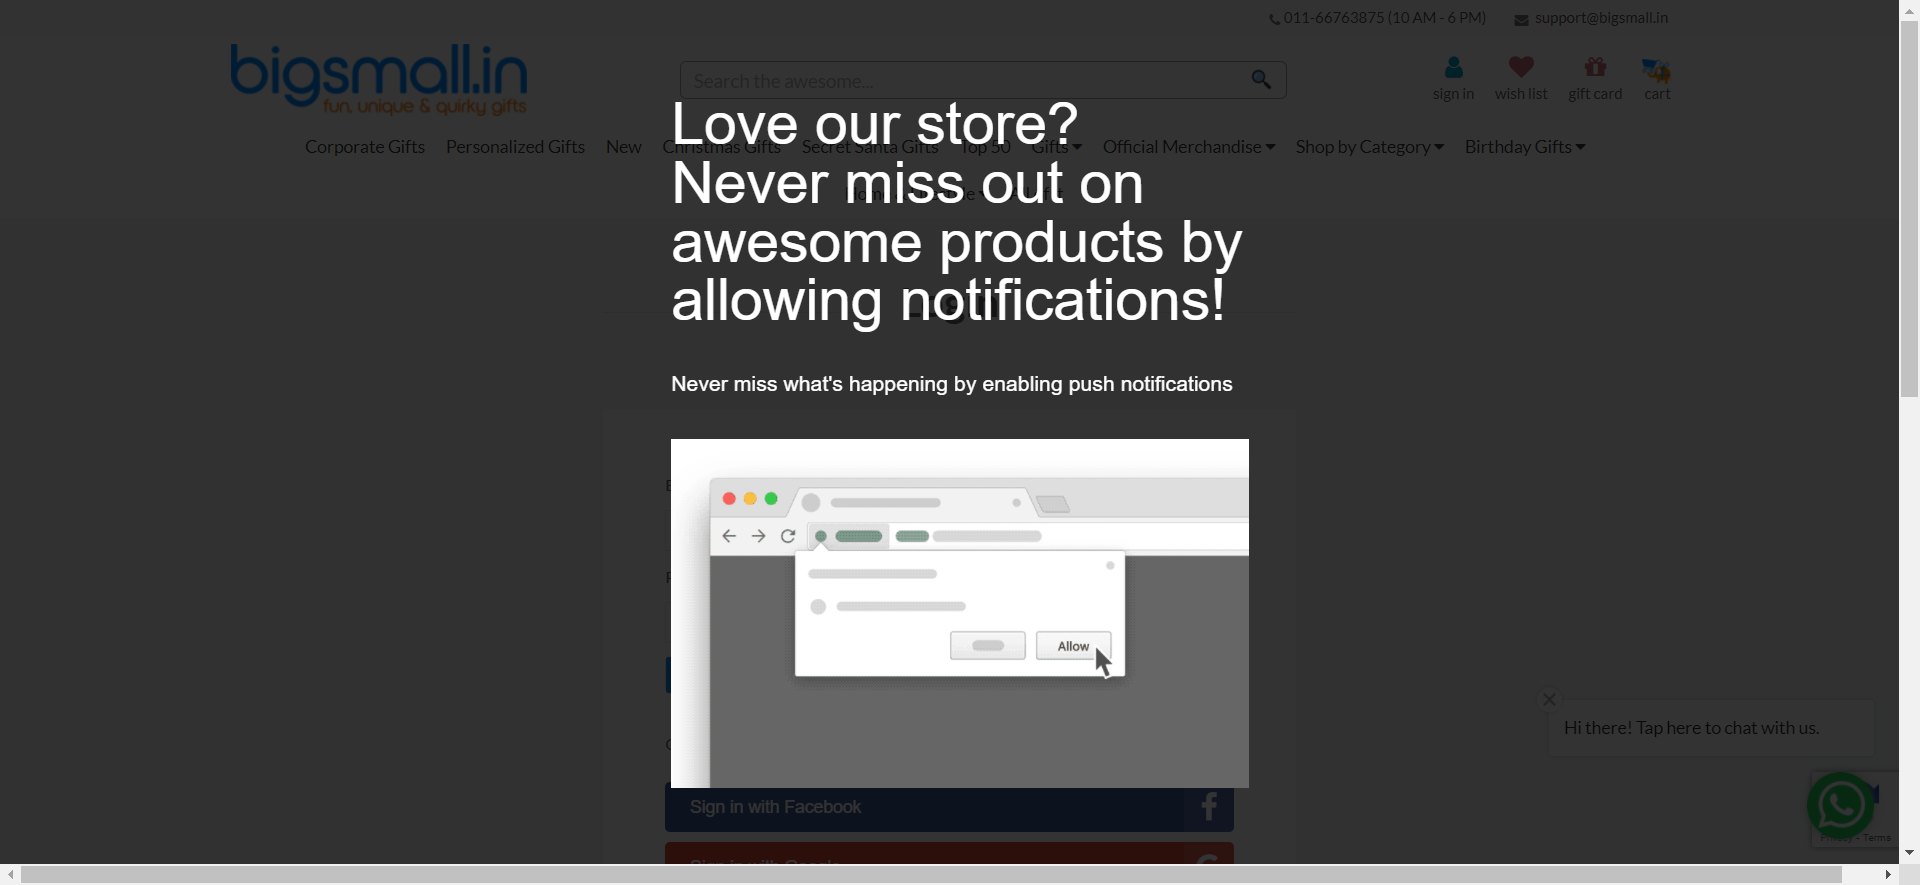 011-66763875 (10 AM - 6 PM) support@bigsmall.in
bigsmall.in
fun, unique & quirky gifts
Search the awesome...
sign in wish list gift card cart
Corporate Gifts Personalized Gifts New Christmas Gifts Secret Santa Gifts Top 50 Gifts Official Merchandise Shop by Category Birthday Gifts
Love our store?
Never miss out on
awesome products by
allowing notifications!
Never miss what's happening by enabling push notifications
Allow
Hi there! Tap here to chat with us.
Sign in with Facebook
Privacy - Terms
Sign in with Google